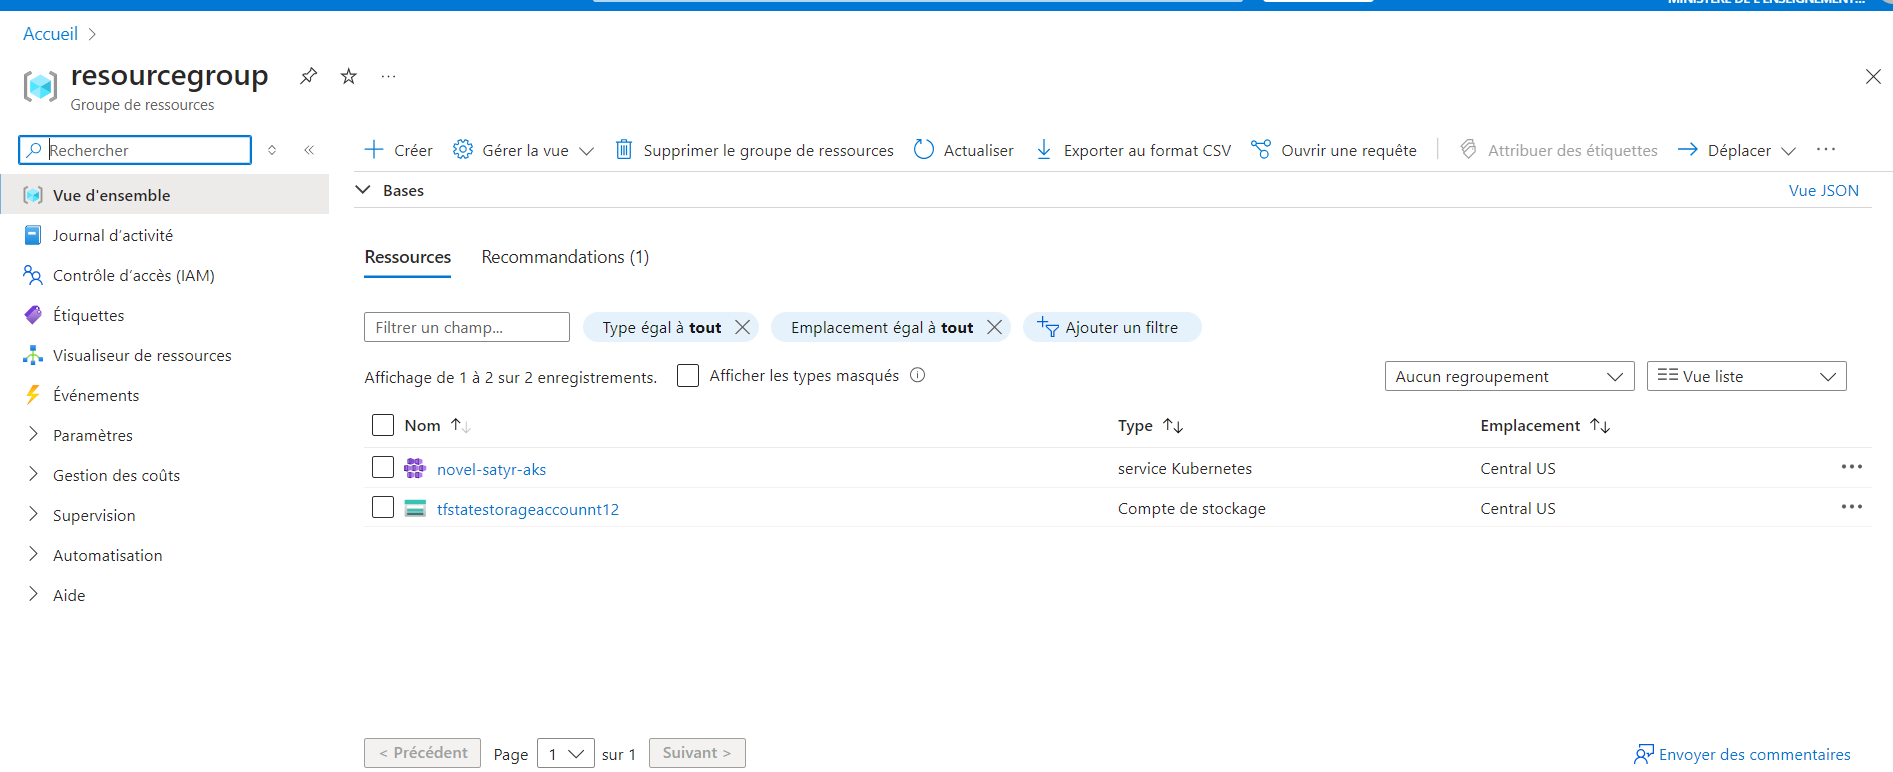 MINISTERE DE L'ENSEIGNEMENT...
Accueil
resourcegroup
Groupe de ressources
Rechercher
Créer
Gérer la vue
Supprimer le groupe de ressources
Actualiser
Exporter au format CSV
Ouvrir une requête
Attribuer des étiquettes
Déplacer
Vue d'ensemble
Journal d'activité
Contrôle d'accès (IAM)
Étiquettes
Visualiseur de ressources
Événements
Paramètres
Gestion des coûts
Supervision
Automatisation
Aide
Bases
Vue JSON
Ressources
Recommandations (1)
Filtrer un champ...
Type égal à tout
Emplacement égal à tout
Ajouter un filtre
Affichage de 1 à 2 sur 2 enregistrements.
Afficher les types masqués
Aucun regroupement
Vue liste
Nom Type Emplacement
novel-satyr-aks service Kubernetes Central US
tfstatestorageaccounnt12 Compte de stockage Central US
< Précédent Page 1 sur 1 Suivant >
Envoyer des commentaires